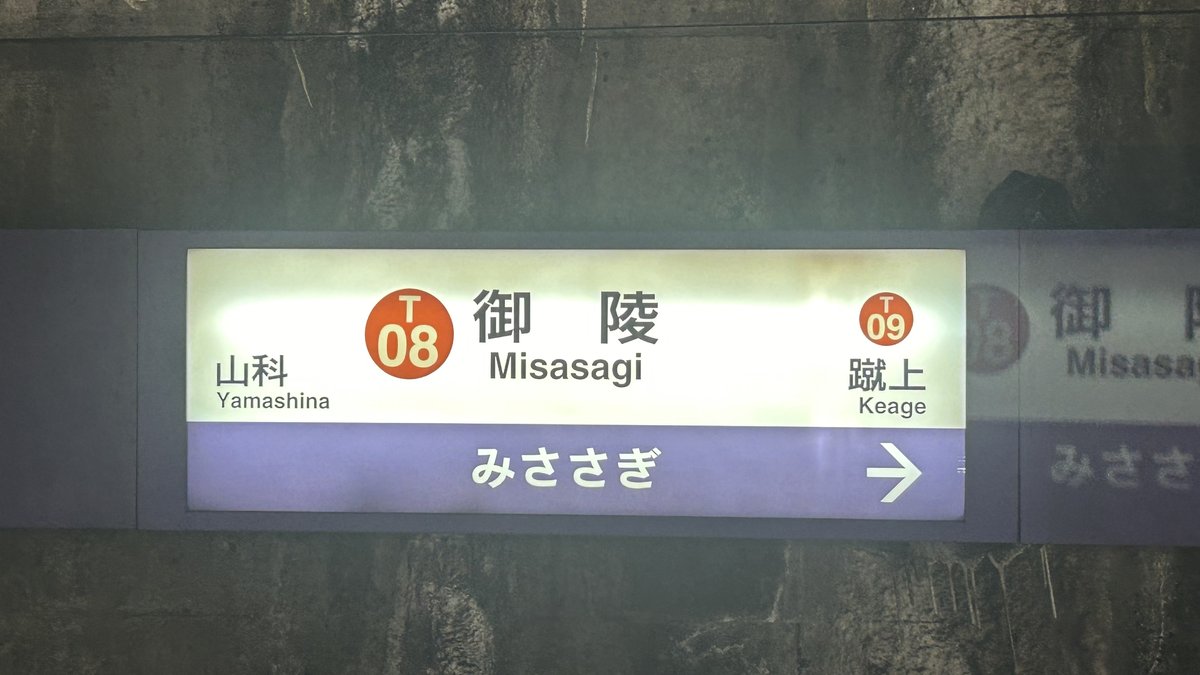 T
08
御 陵
Misasagi
山科
Yamashina
T
09
蹴上
Keage
みささぎ
→
御
Misasa
みささ